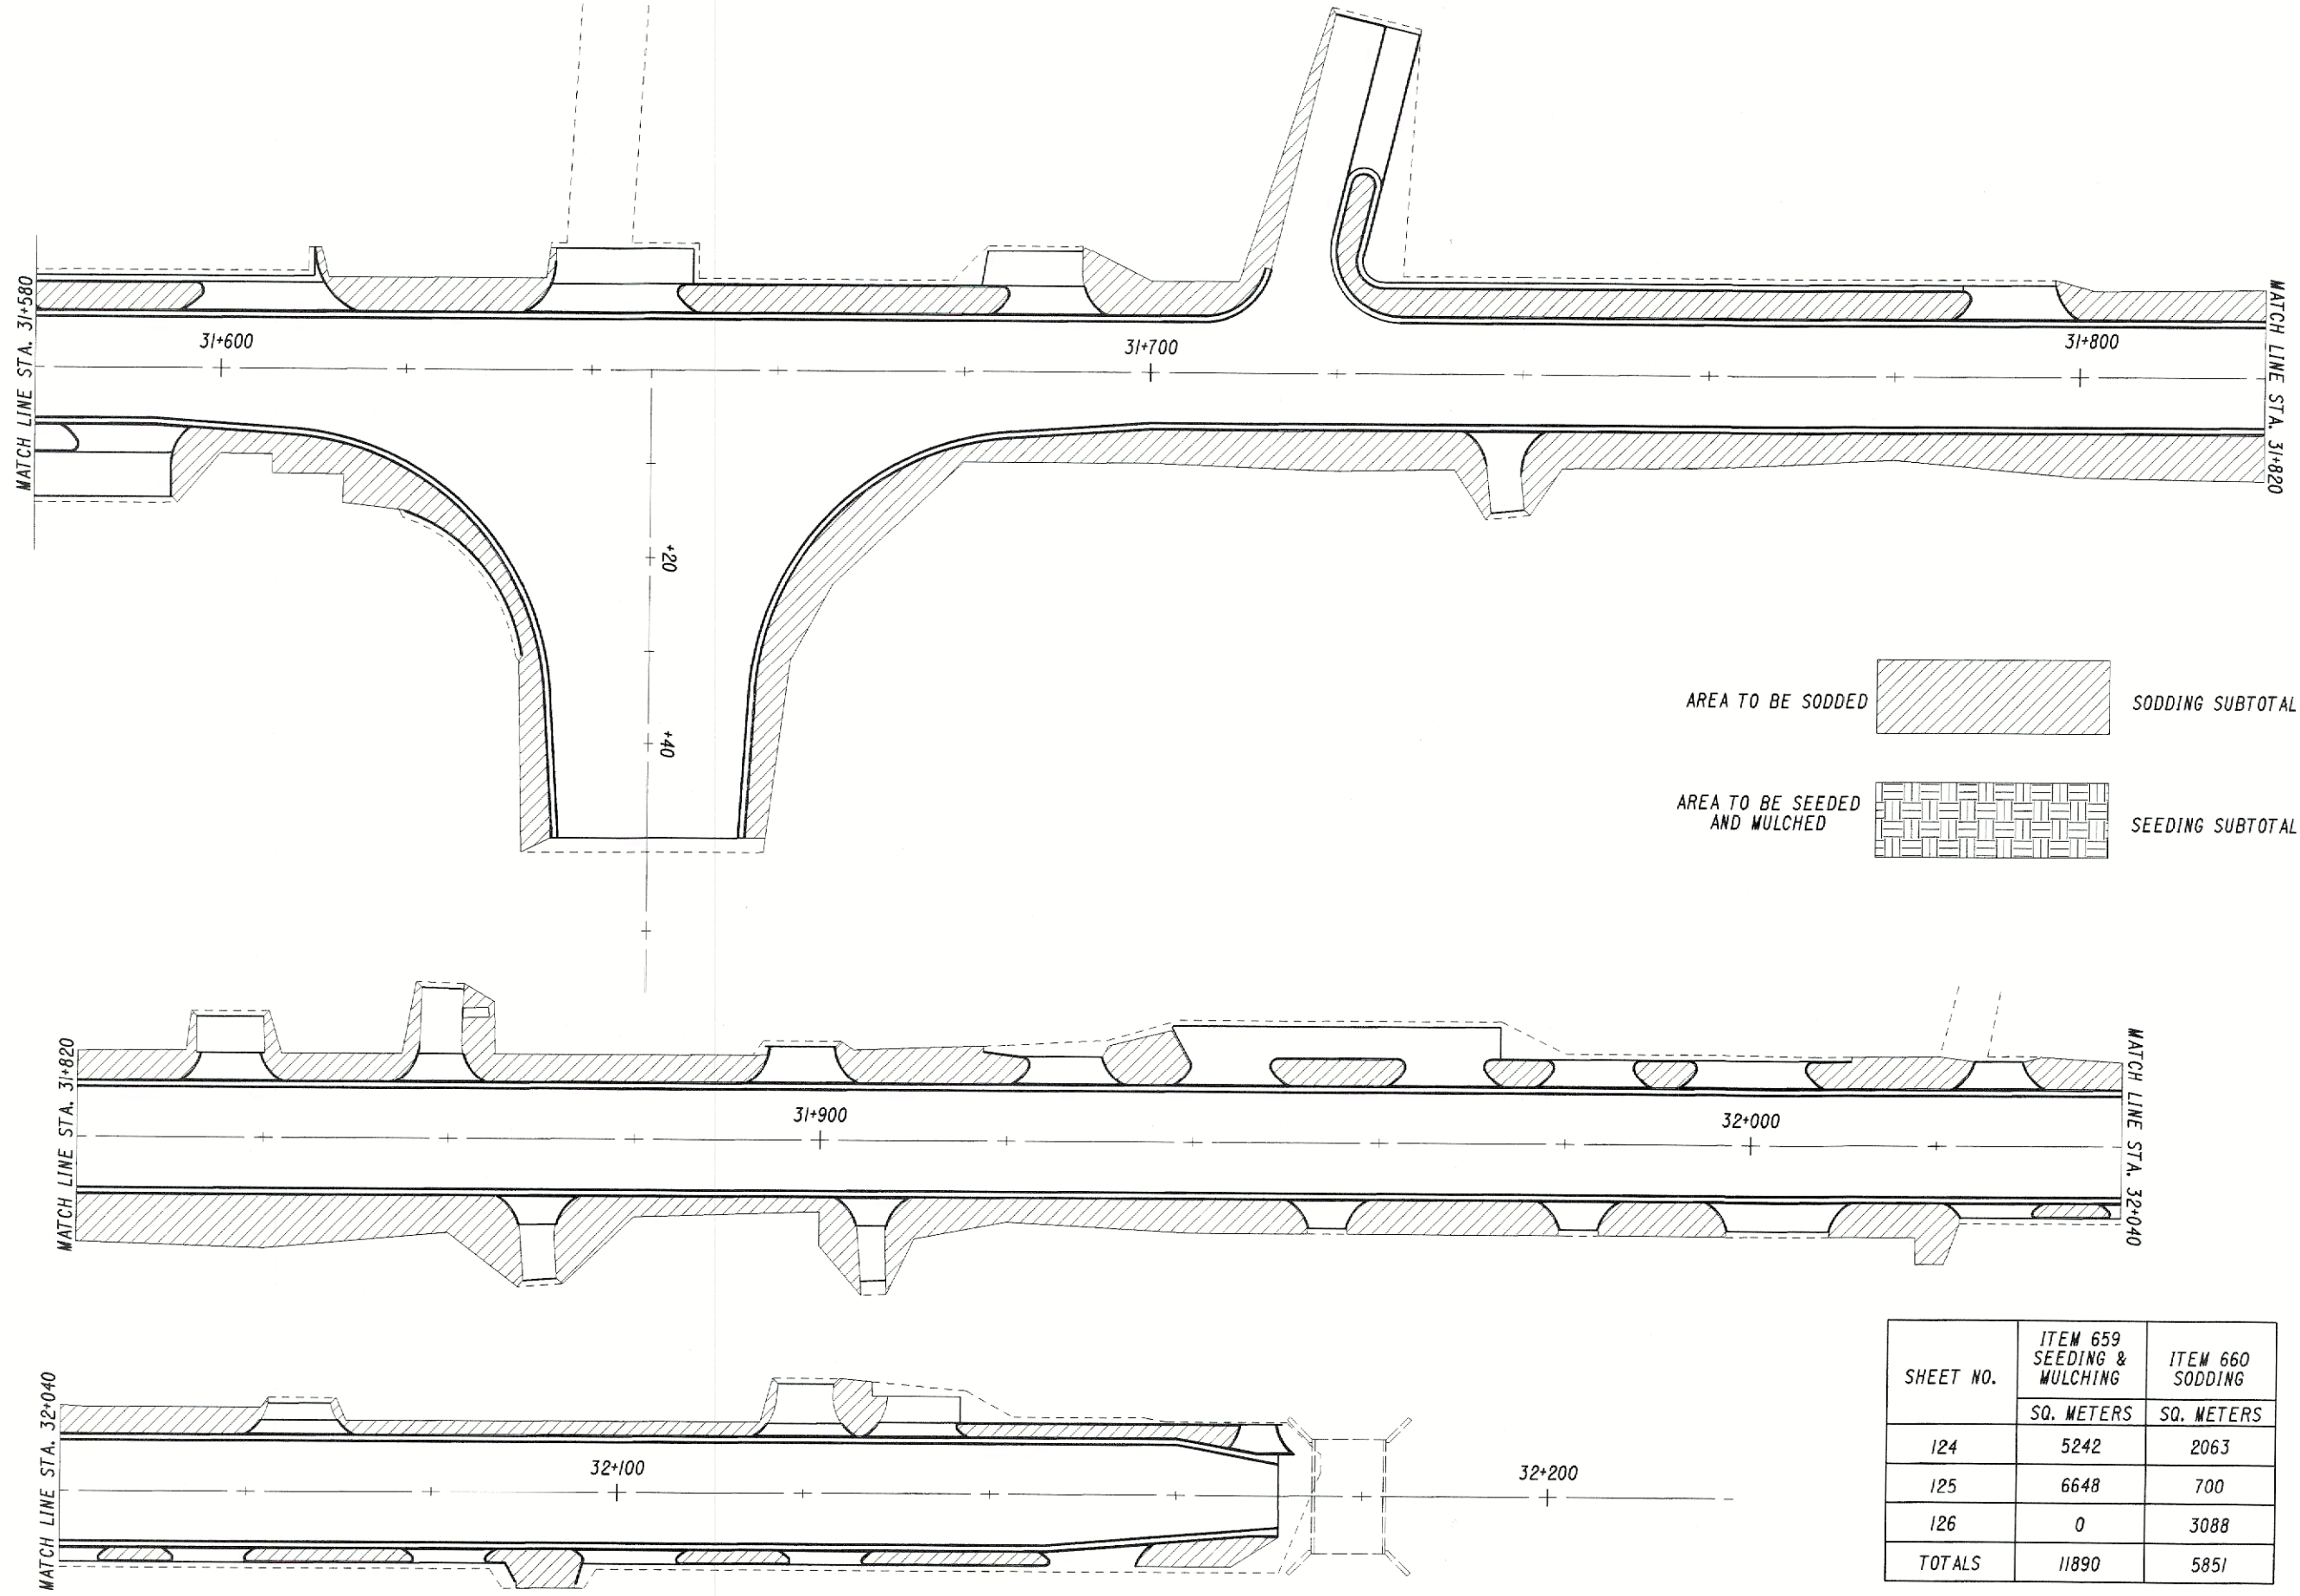 MATCH LINE STA. 31+580
31+600
31+700
31+800
MATCH LINE STA. 31+820
+20
+40
AREA TO BE SODDED
SODDING SUBTOTAL
AREA TO BE SEEDED
AND MULCHED
SEEDING SUBTOTAL
MATCH LINE STA. 31+820
31+900
32+000
MATCH LINE STA. 32+040
MATCH LINE STA. 32+040
32+100
32+200
SHEET NO.
ITEM 659
SEEDING &
MULCHING
ITEM 660
SODDING
SQ. METERS SQ. METERS
124 5242 2063
125 6648 700
126 0 3088
TOTALS 11890 5851